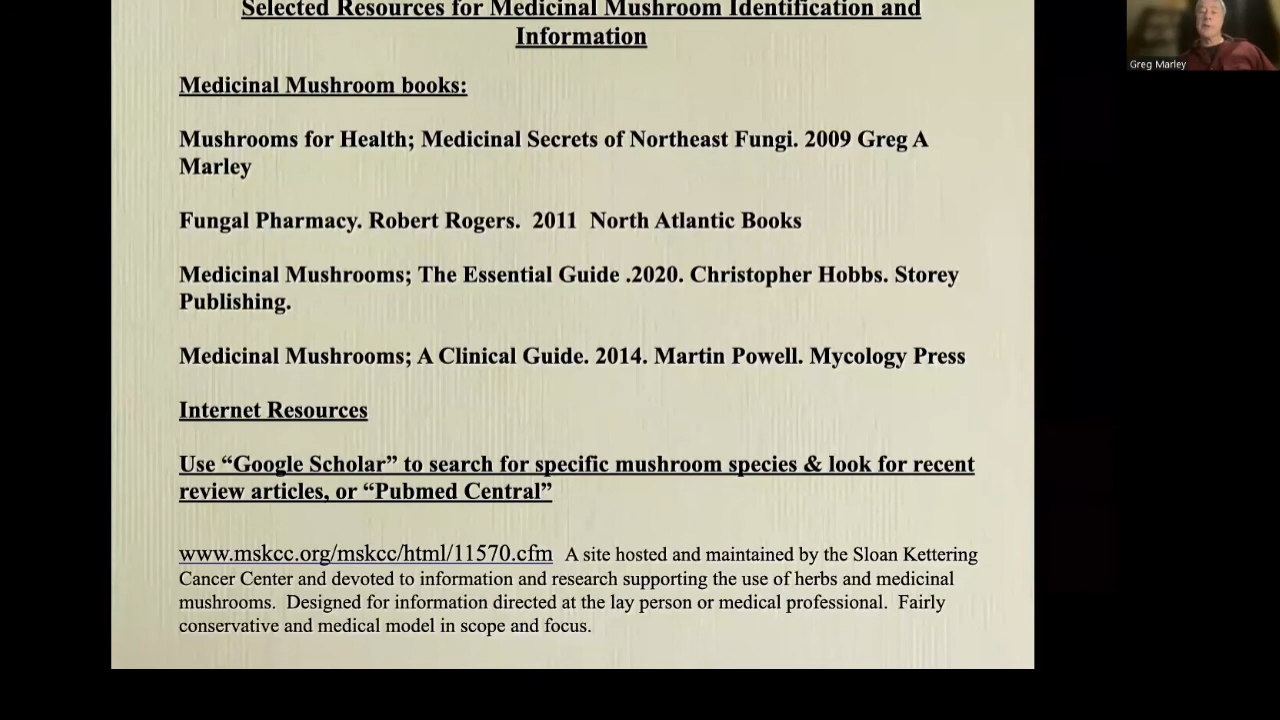 Selected Resources for Medicinal Mushroom Identification and
Information
Greg Marley
Medicinal Mushroom books:
Mushrooms for Health; Medicinal Secrets of Northeast Fungi. 2009 Greg A
Marley
Fungal Pharmacy. Robert Rogers.  2011  North Atlantic Books
Medicinal Mushrooms; The Essential Guide .2020. Christopher Hobbs. Storey
Publishing.
Medicinal Mushrooms; A Clinical Guide. 2014. Martin Powell. Mycology Press
Internet Resources
Use “Google Scholar” to search for specific mushroom species & look for recent
review articles, or “Pubmed Central”
www.mskcc.org/mskcc/html/11570.cfm  A site hosted and maintained by the Sloan Kettering
Cancer Center and devoted to information and research supporting the use of herbs and medicinal
mushrooms.  Designed for information directed at the lay person or medical professional.  Fairly
conservative and medical model in scope and focus.